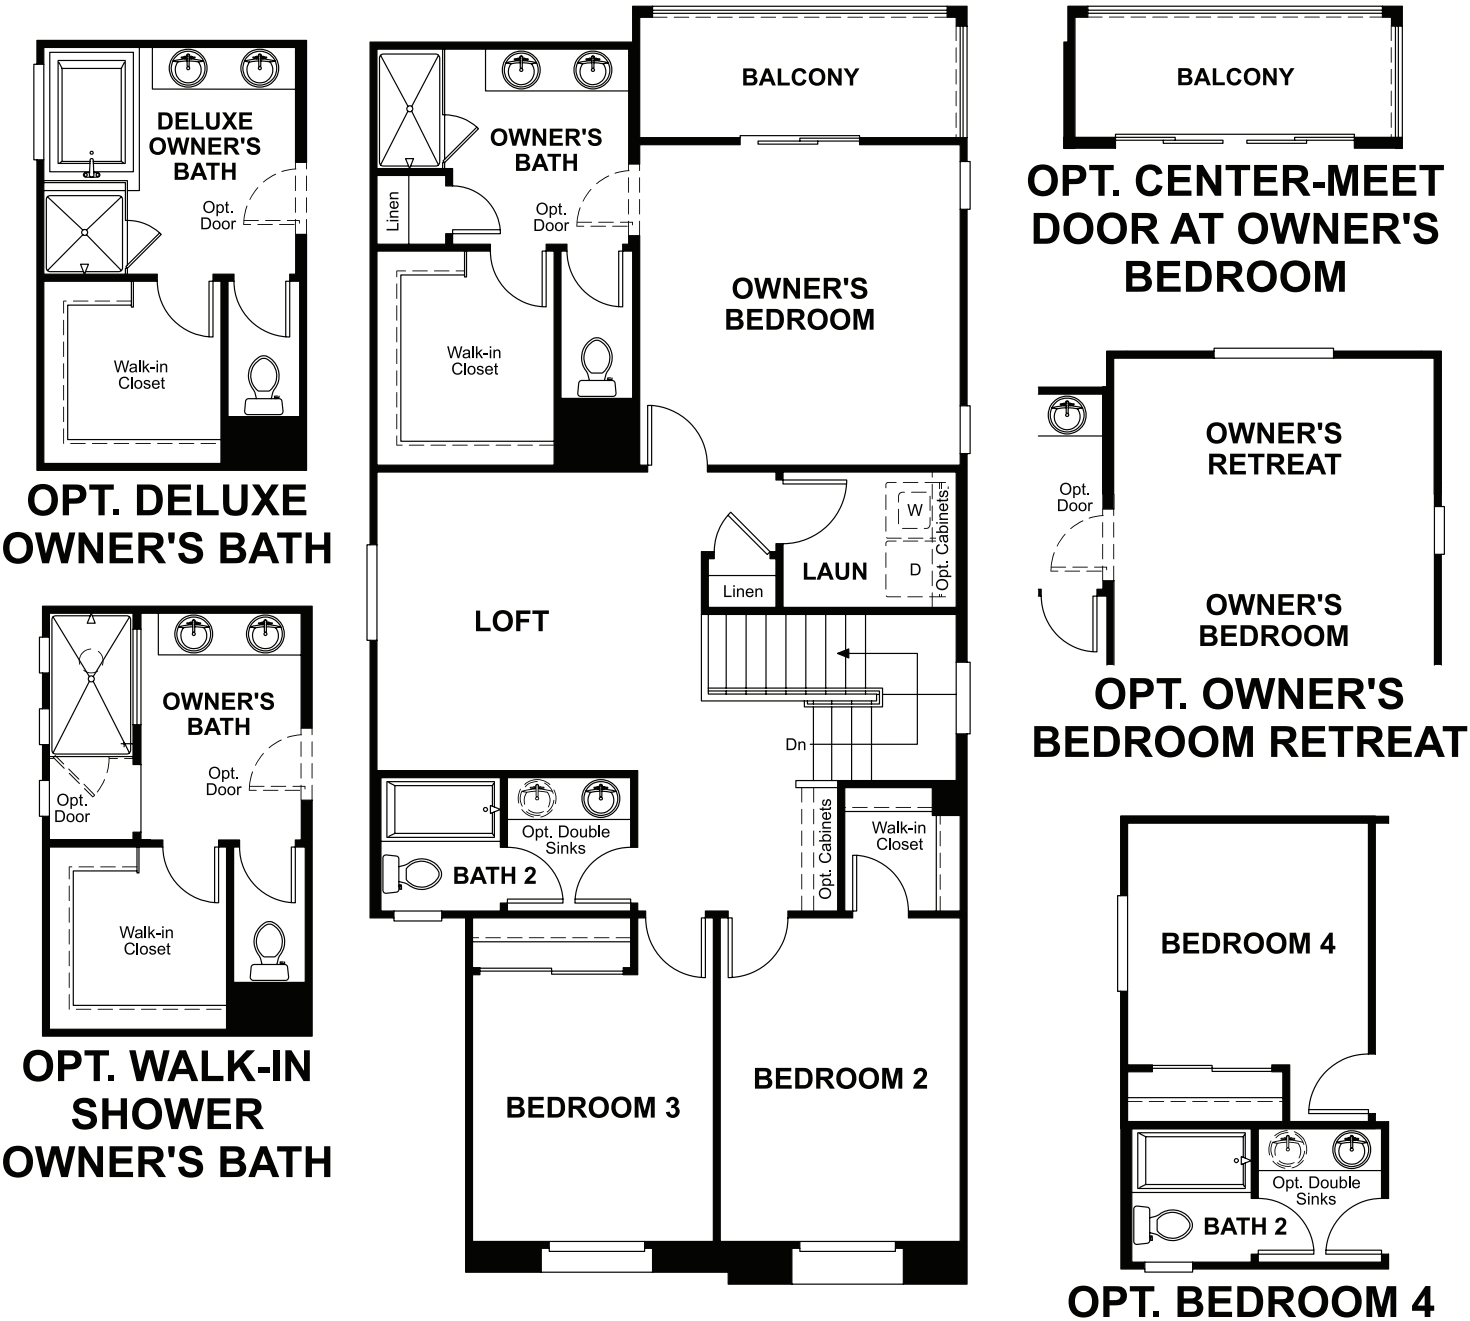 DELUXE
OWNER'S
BATH
Opt.
Door
Walk-in
Closet
OPT. DELUXE
OWNER'S BATH
OWNER'S
BATH
Opt.
Door
Opt.
Door
Walk-in
Closet
OPT. WALK-IN
SHOWER
OWNER'S BATH
BALCONY
OWNER'S
BATH
Linen
Opt.
Door
OWNER'S
BEDROOM
Walk-in
Closet
W
D
Opt. Cabinets
LAUN
Linen
LOFT
Dn
Opt. Double
Sinks
BATH 2
Opt. Cabinets
Walk-in
Closet
BEDROOM 3
BEDROOM 2
BALCONY
OPT. CENTER-MEET
DOOR AT OWNER'S
BEDROOM
OWNER'S
RETREAT
Opt.
Door
OWNER'S
BEDROOM
OPT. OWNER'S
BEDROOM RETREAT
BEDROOM 4
Opt. Double
Sinks
BATH 2
OPT. BEDROOM 4